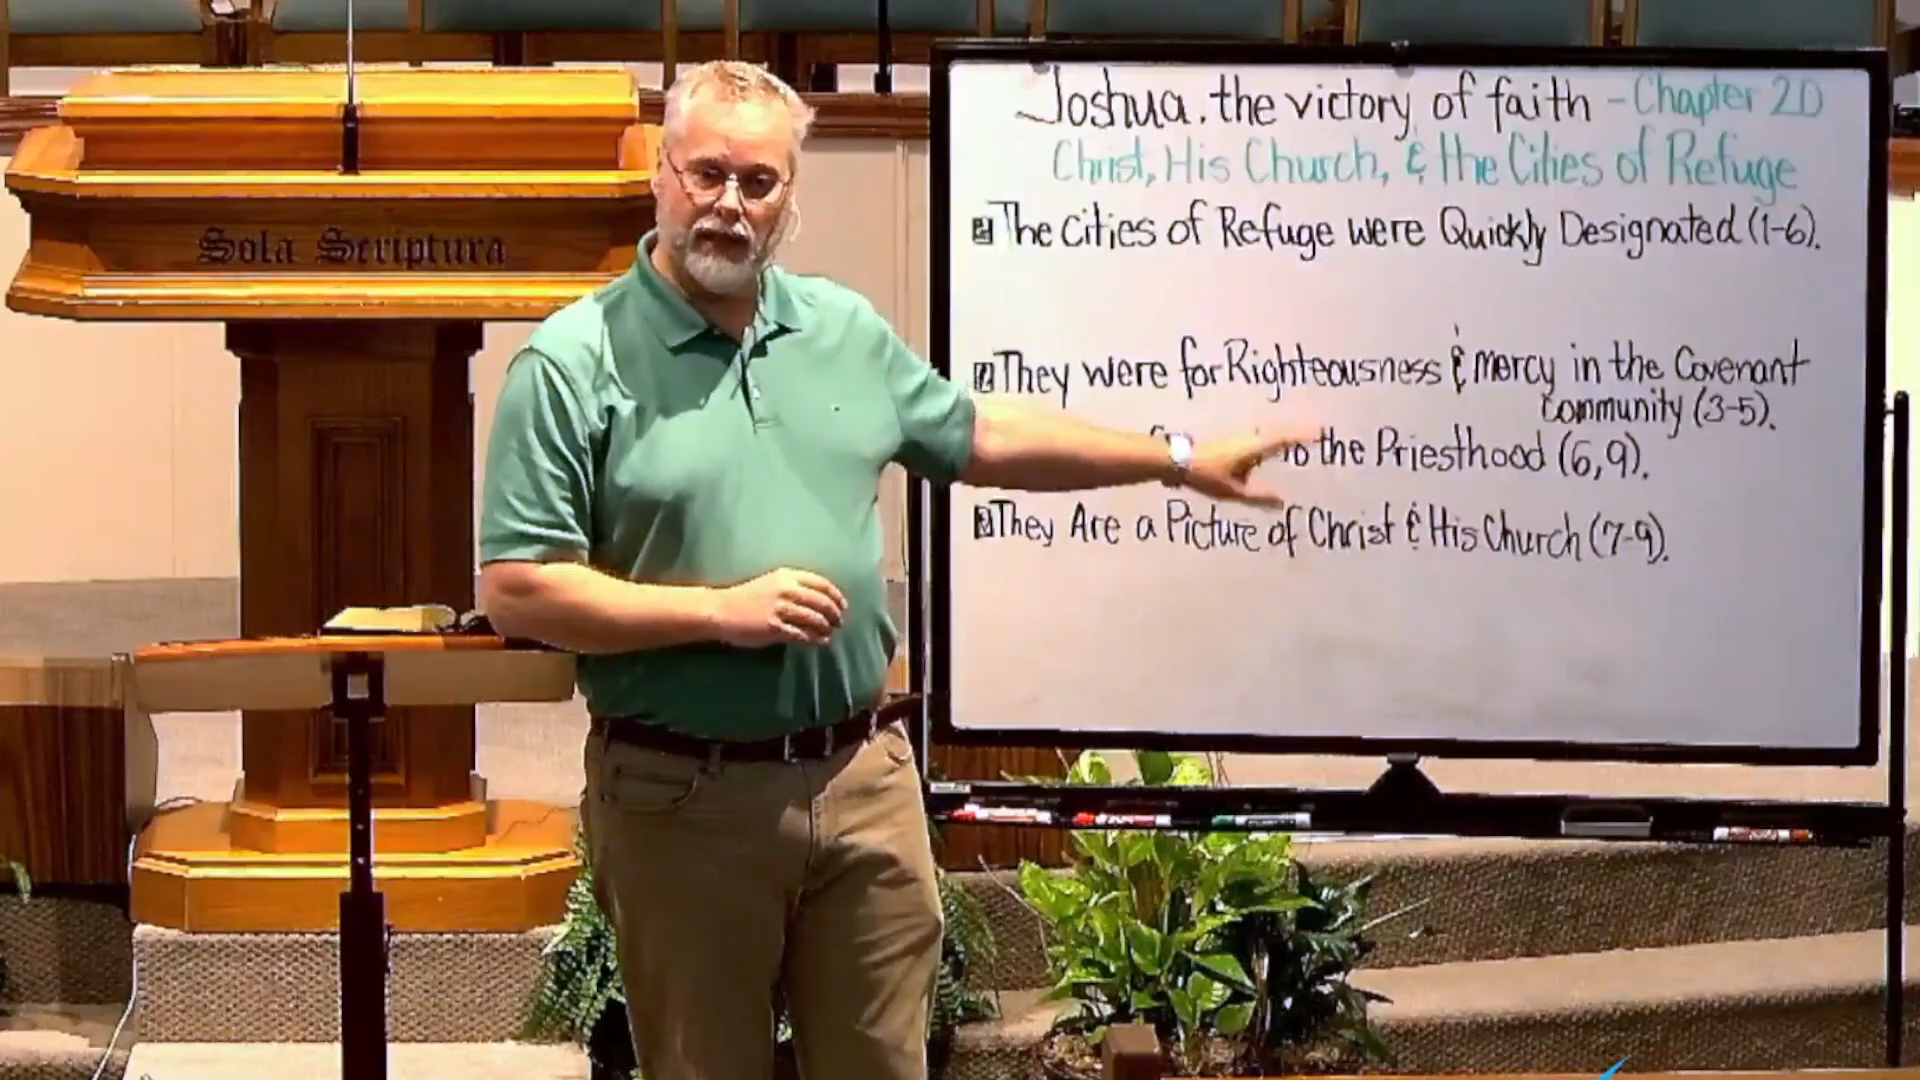 Sola Scriptura
Joshua. the victory of faith - Chapter 20
Christ, His Church, & the Cities of Refuge
The Cities of Refuge were Quickly Designated (1-6).
They were for Righteousness & mercy in the Covenant
Community (3-5).
the Priesthood (6,9).
They Are a Picture of Christ & His Church (7-9).